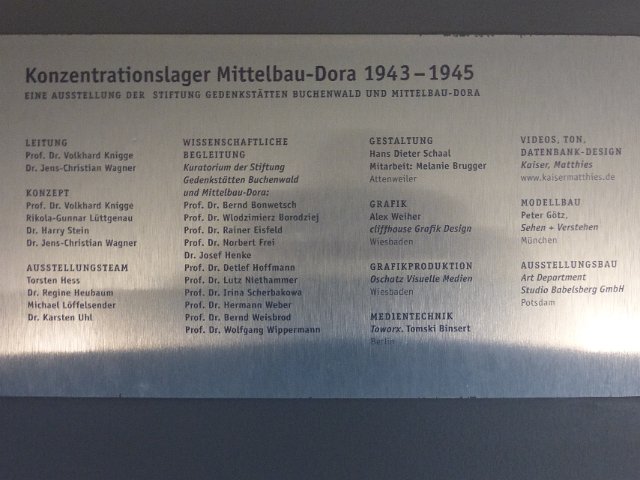 Konzentrationslager Mittelbau-Dora 1943–1945
EINE AUSSTELLUNG DER STIFTUNG GEDENKSTÄTTEN BUCHENWALD UND MITTELBAU-DORA
LEITUNG
Prof. Dr. Volkhard Knigge
Dr. Jens-Christian Wagner
KONZEPT
Prof. Dr. Volkhard Knigge
Rikola-Gunnar Lüttgenau
Dr. Harry Stein
Dr. Jens-Christian Wagner
AUSSTELLUNGSTEAM
Torsten Hess
Dr. Regine Heubaum
Michael Löffelsender
Dr. Karsten Uhl
WISSENSCHAFTLICHE
BEGLEITUNG
Kuratorium der Stiftung
Gedenkstätten Buchenwald
und Mittelbau-Dora:
Prof. Dr. Bernd Bonwetsch
Prof. Dr. Wlodzimierz Borodziej
Prof. Dr. Rainer Eisfeld
Prof. Dr. Norbert Frei
Dr. Josef Henke
Prof. Dr. Detlef Hoffmann
Prof. Dr. Lutz Niethammer
Prof. Dr. Irina Scherbakowa
Prof. Dr. Hermann Weber
Prof. Dr. Bernd Weisbrod
Prof. Dr. Wolfgang Wippermann
GESTALTUNG
Hans Dieter Schaal
Mitarbeit: Melanie Brugger
Attenweiler
GRAFIK
Alex Weiher
cliffhouse Grafik Design
Wiesbaden
GRAFIKPRODUKTION
Oschatz Visuelle Medien
Wiesbaden
MEDIENTECHNIK
Toworx. Tomski Binsert
Berlin
VIDEOS, TON,
DATENBANK-DESIGN
Kaiser, Matthies
www.kaisermatthies.de
MODELLBAU
Peter Götz,
Sehen + Verstehen
München
AUSSTELLUNGSBAU
Art Department
Studio Babelsberg GmbH
Potsdam